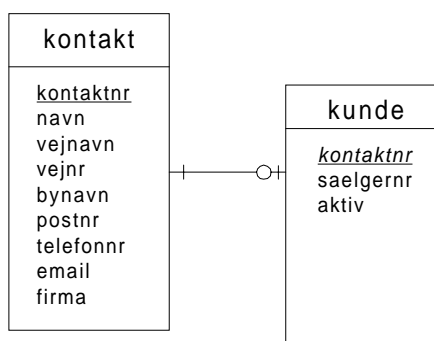 kontakt
kontaktnr
navn
vejnavn
vejnr
bynavn
postnr
telefonnr
email
firma
kunde
kontaktnr
saelgernr
aktiv